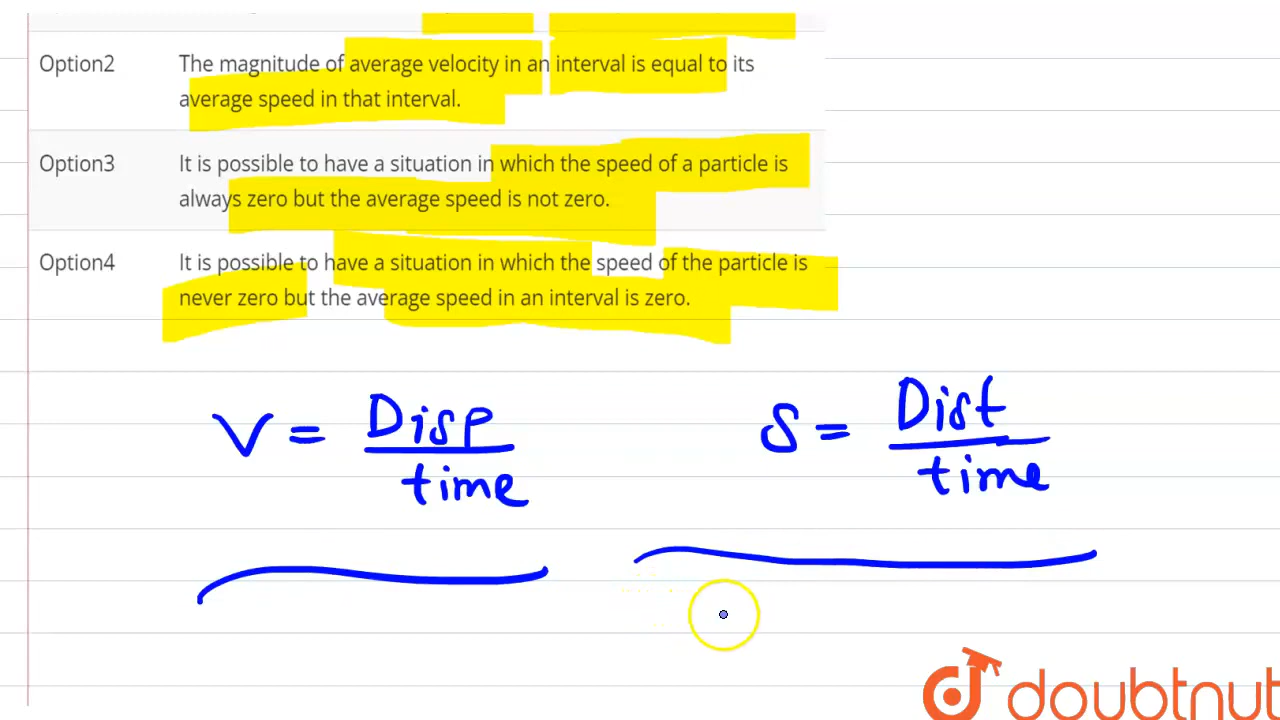 Option2 The magnitude of average velocity in an interval is equal to its
average speed in that interval.
Option3 It is possible to have a situation in which the speed of a particle is
always zero but the average speed is not zero.
Option4 It is possible to have a situation in which the speed of the particle is
never zero but the average speed in an interval is zero.
V = Disp / time
S = Dist / time
doubtnut